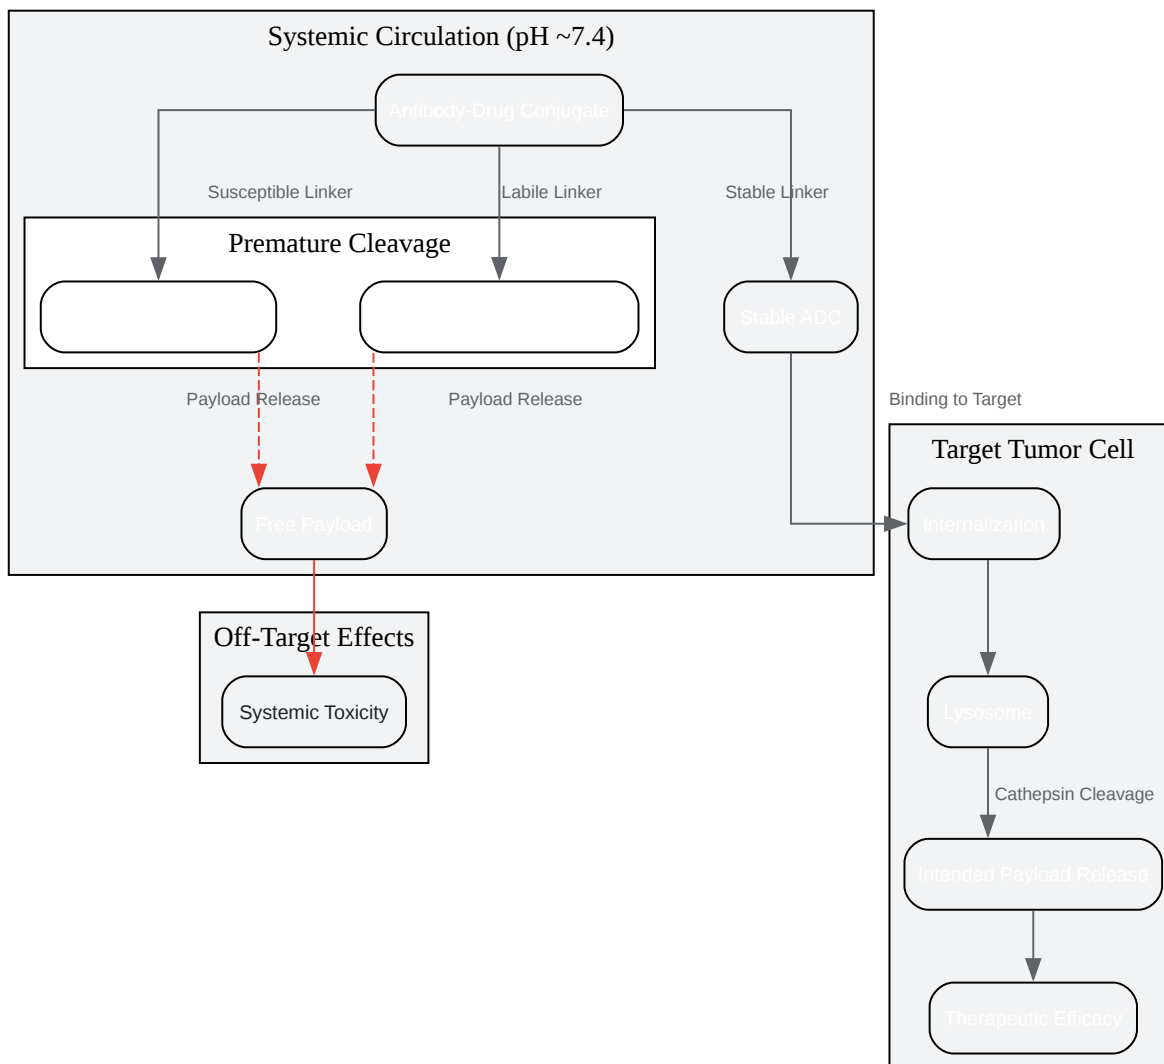 Systemic Circulation (pH ~7.4)
Antibody-Drug Conjugate
Susceptible Linker
Labile Linker
Stable Linker
Premature Cleavage
Stable ADC
Payload Release
Payload Release
Binding to Target
Target Tumor Cell
Free Payload
Internalization
Off-Target Effects
Systemic Toxicity
Lysosome
Cathepsin Cleavage
Intended Payload Release
Therapeutic Efficacy